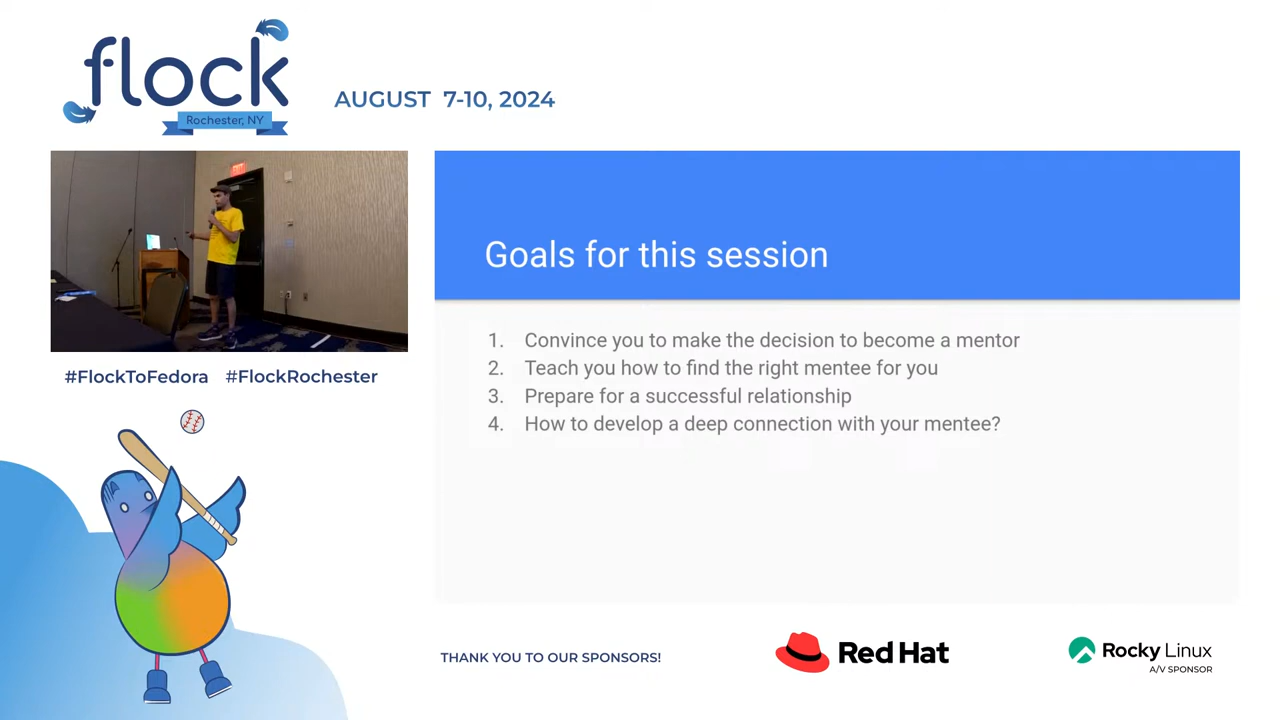 flock
Rochester, NY
AUGUST 7-10, 2024
EXIT
#FlockToFedora #FlockRochester
Goals for this session
1. Convince you to make the decision to become a mentor
2. Teach you how to find the right mentee for you
3. Prepare for a successful relationship
4. How to develop a deep connection with your mentee?
THANK YOU TO OUR SPONSORS!
Red Hat
Rocky Linux
A/V SPONSOR